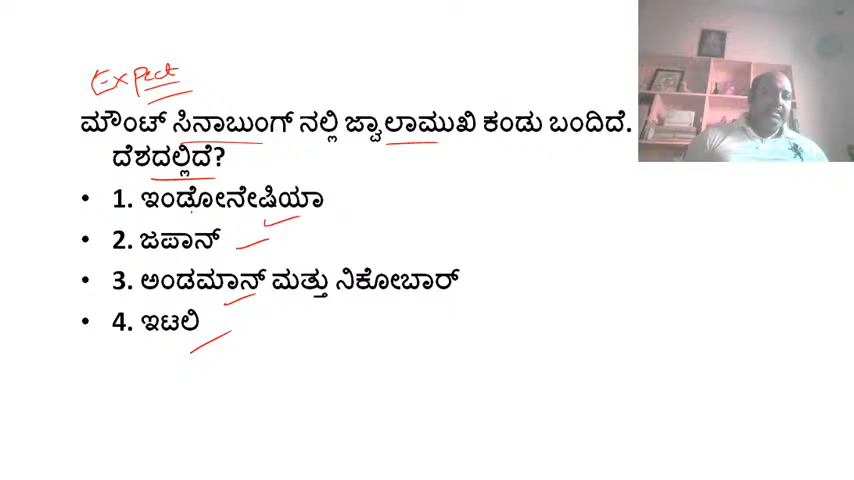 Expect
ಮೌಂಟ್ ಸಿನಾಬುಂಗ್ ನಲ್ಲಿ ಜ್ವಾಲಾಮುಖಿ ಕಂಡು ಬಂದಿದೆ.
ದೆಶದಲ್ಲಿದೆ?
• 1. ಇಂಡೋನೇಷಿಯಾ
• 2. ಜಪಾನ್
• 3. ಅಂಡಮಾನ್ ಮತ್ತು ನಿಕೋಬಾರ್
• 4. ಇಟಲಿ